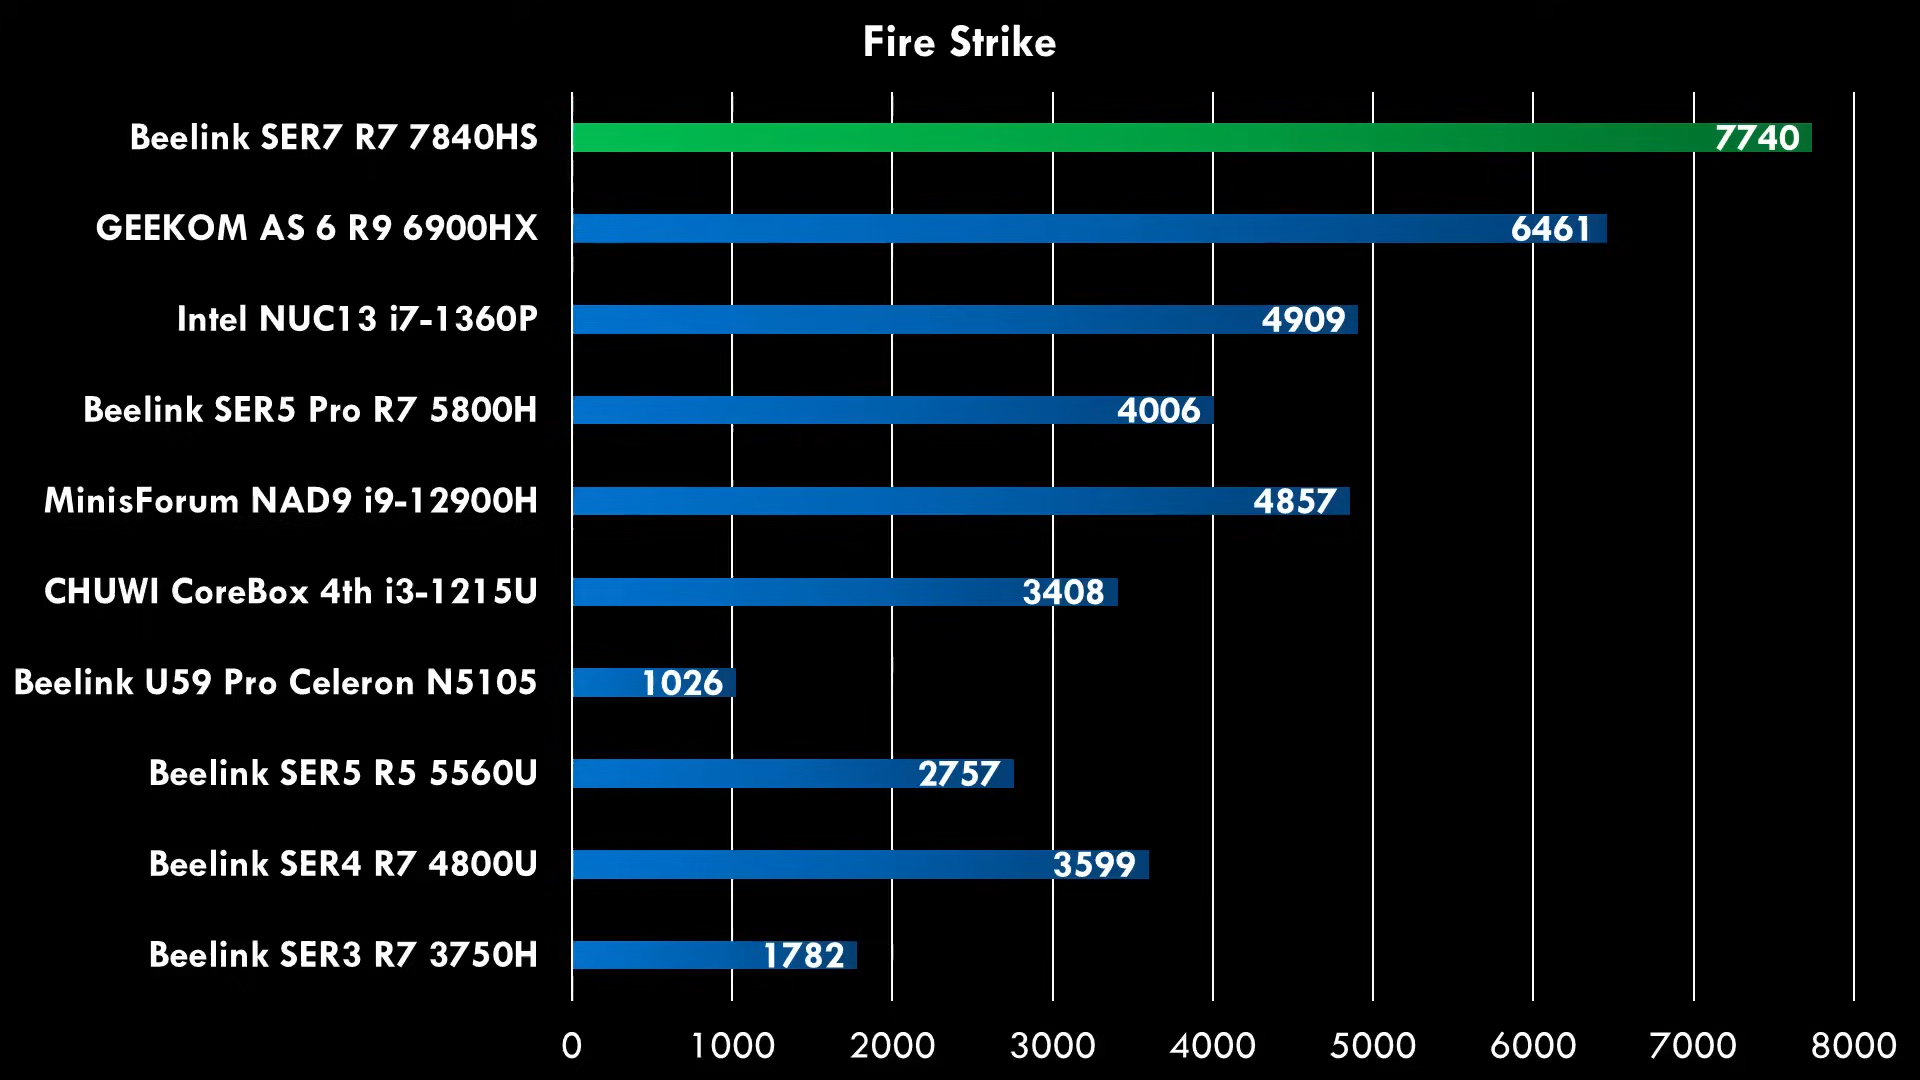 Fire Strike
Beelink SER7 R7 7840HS 7740
GEEKOM AS 6 R9 6900HX 6461
Intel NUC13 i7-1360P 4909
Beelink SER5 Pro R7 5800H 4006
MinisForum NAD9 i9-12900H 4857
CHUWI CoreBox 4th i3-1215U 3408
Beelink U59 Pro Celeron N5105 1026
Beelink SER5 R5 5560U 2757
Beelink SER4 R7 4800U 3599
Beelink SER3 R7 3750H 1782
0 1000 2000 3000 4000 5000 6000 7000 8000